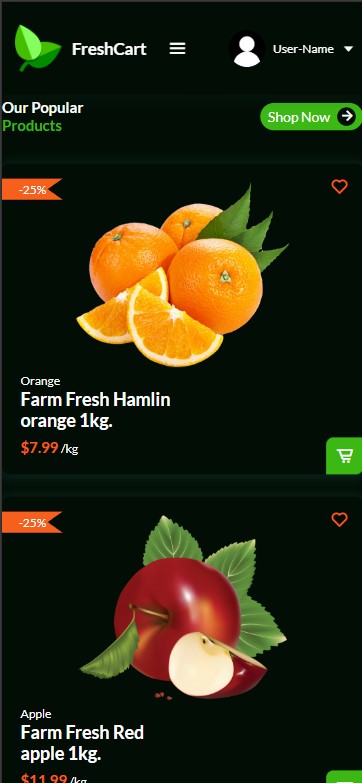 FreshCart
User-Name
Our Popular
Products
Shop Now
-25%
Orange
Farm Fresh Hamlin
orange 1kg.
$7.99 /kg
-25%
Apple
Farm Fresh Red
apple 1kg.
$11.99 /kg